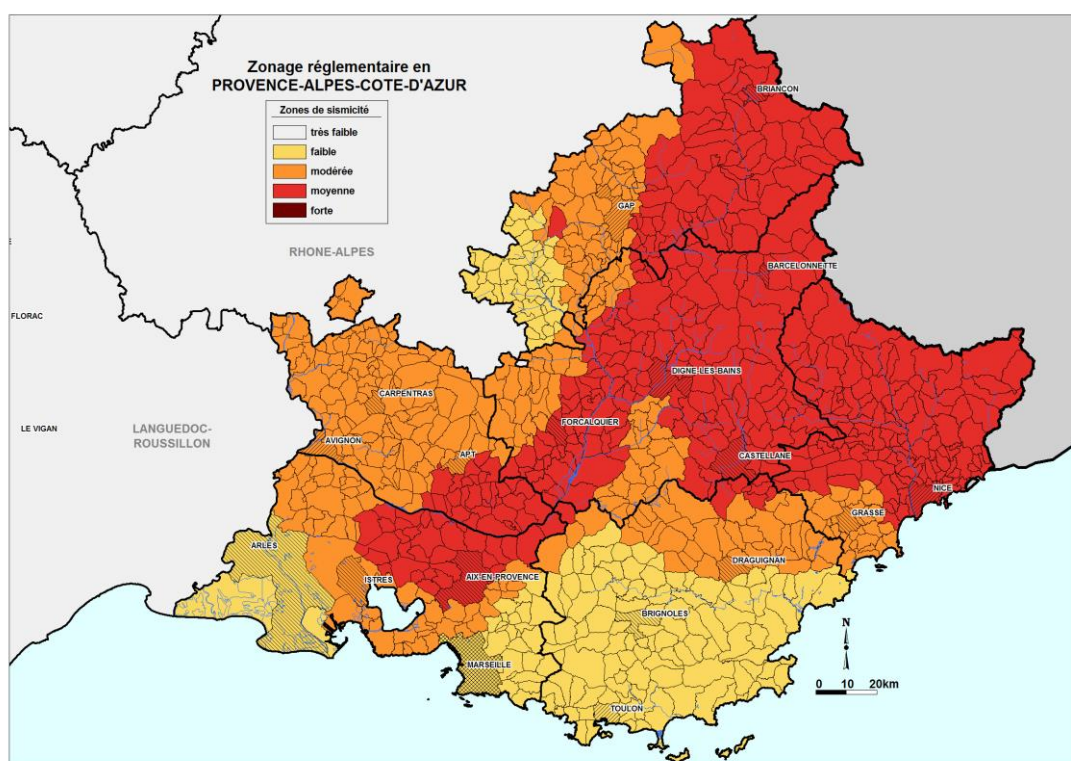 Zonage réglementaire en
PROVENCE-ALPES-COTE-D'AZUR
Zones de sismicité
très faible
faible
modérée
moyenne
forte
BRIANCON
GAP
RHONE-ALPES
BARCELONNETTE
E
FLORAC
DIGNE-LES-BAINS
CARPENTRAS
FORCALQUIER
LE VIGAN
LANGUEDOC-
ROUSSILLON
AVIGNON
APT
CASTELLANE
NICE
GRASSE
ARLES
DRAGUIGNAN
ISTRES
AIX-EN-PROVENCE
BRIGNOLES
N
MARSEILLE
0 10 20km
TOULON